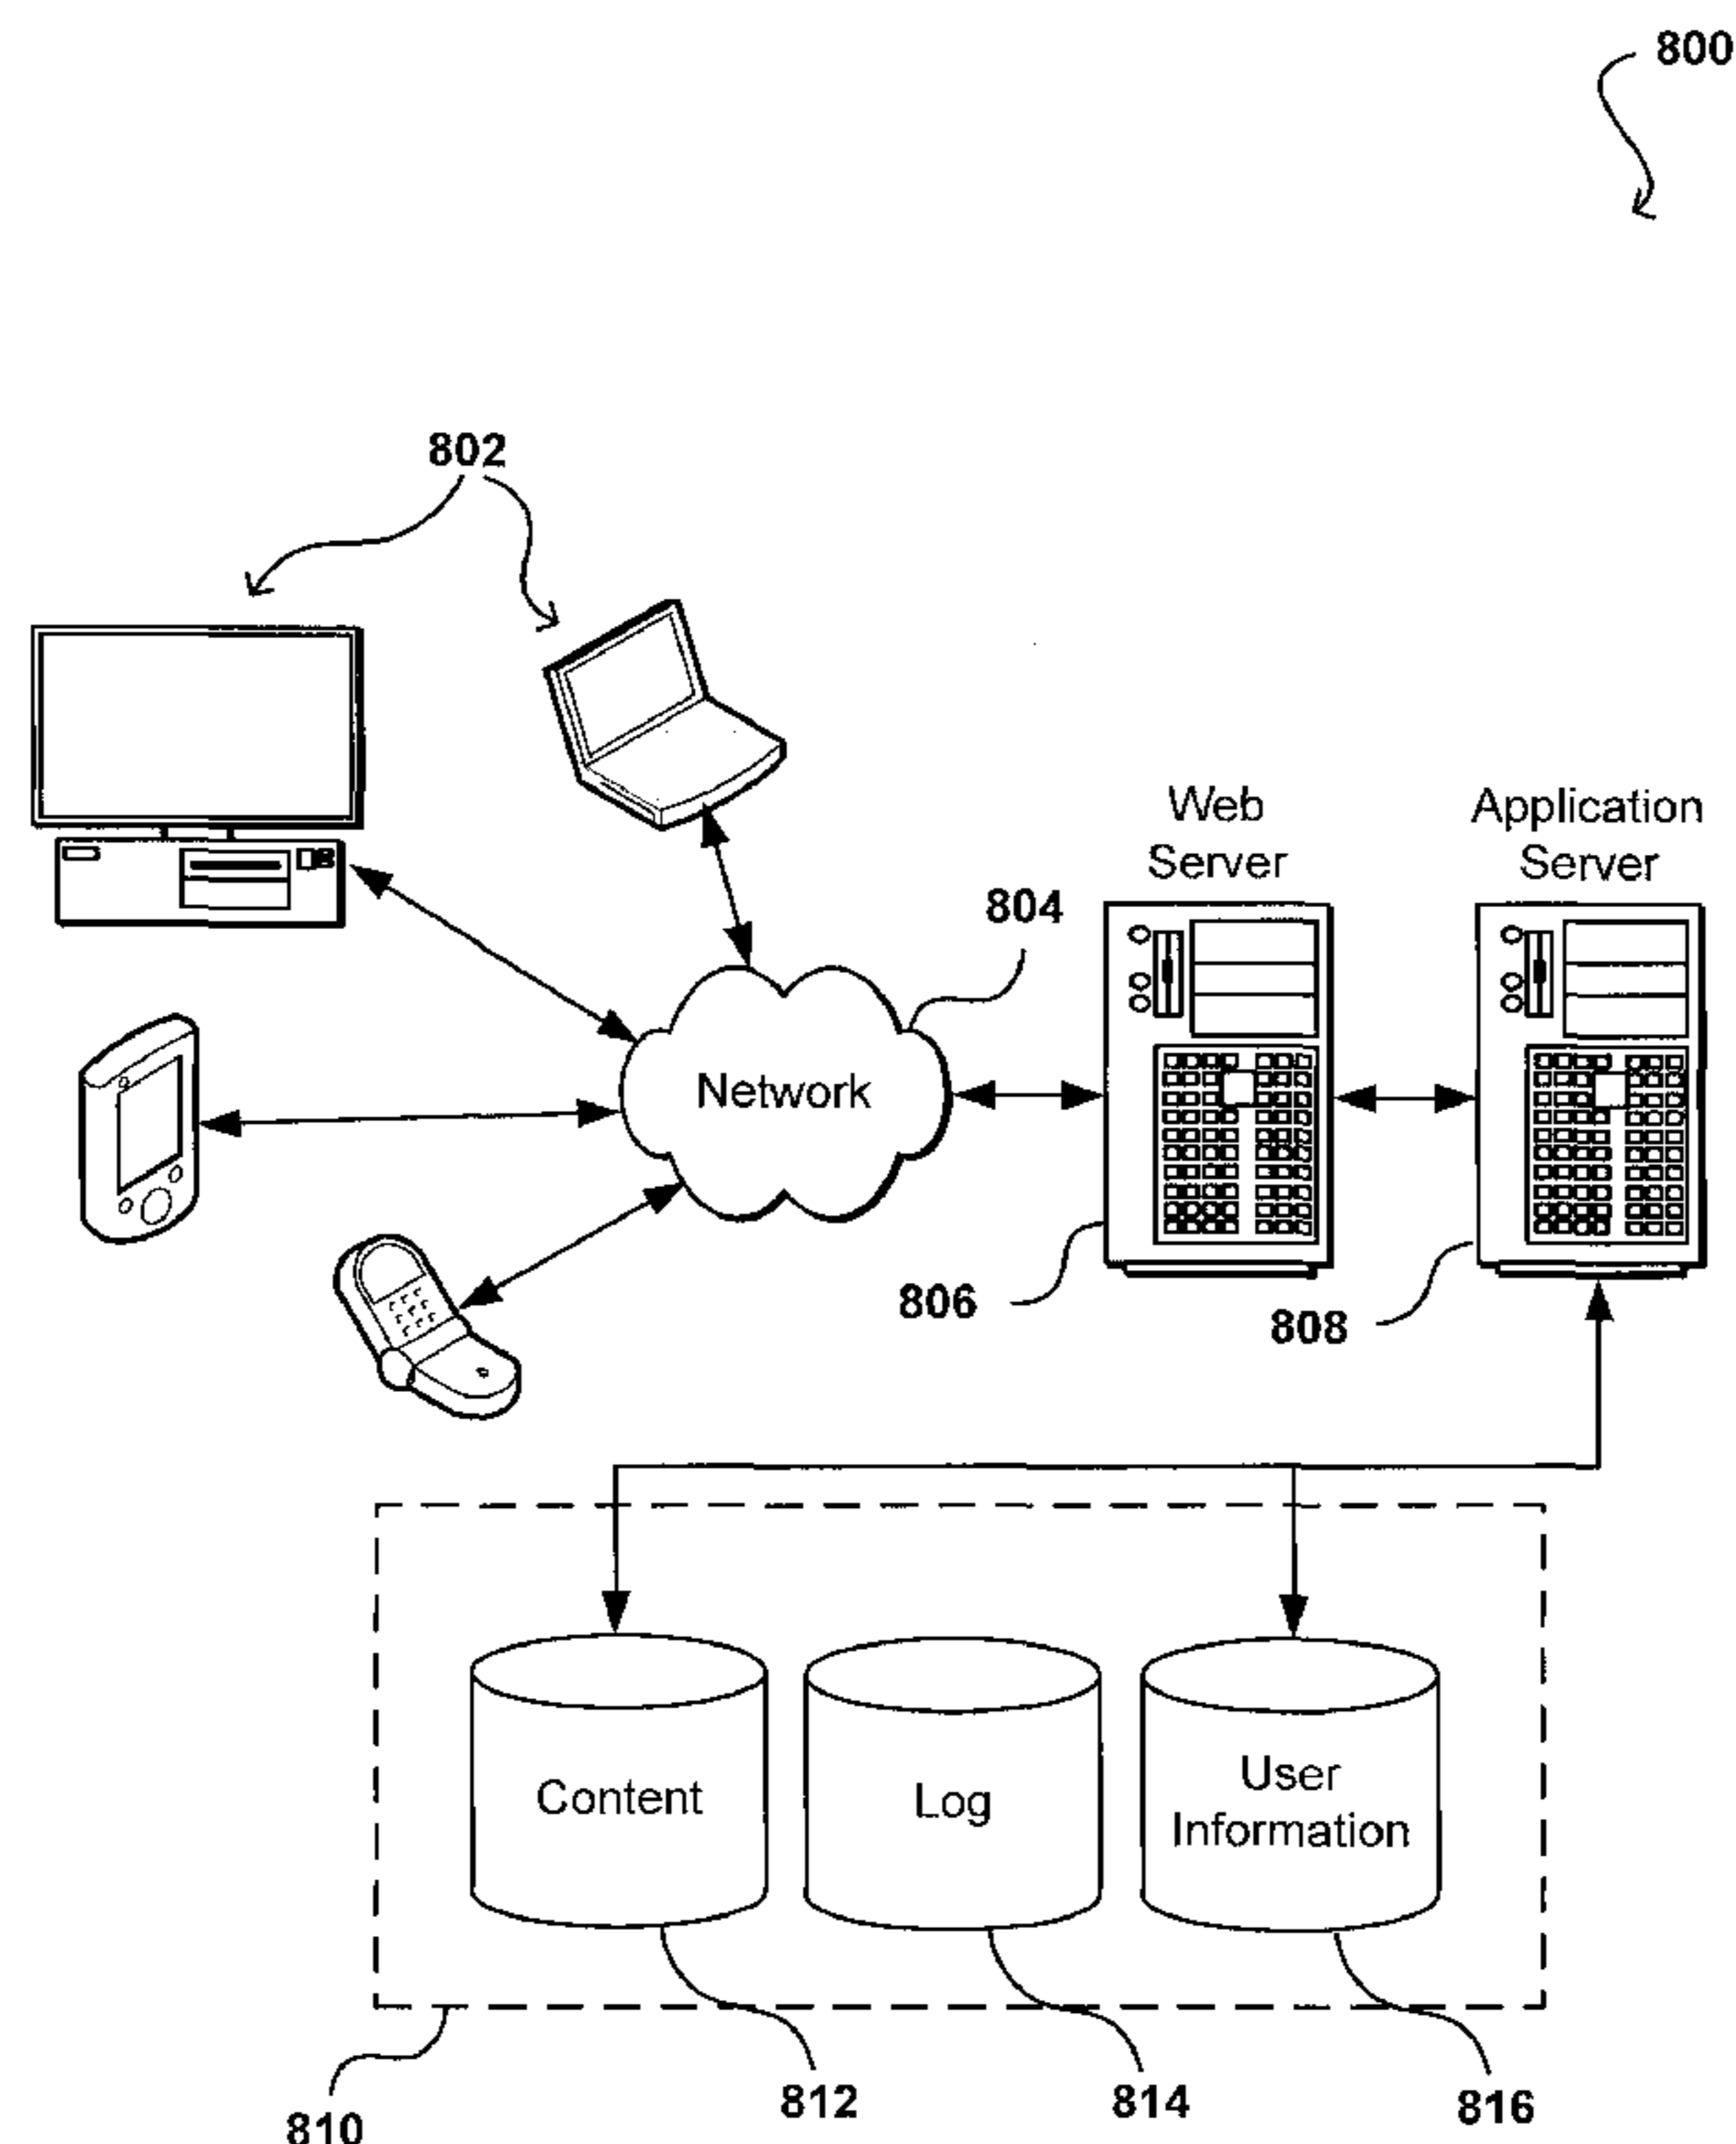 800
802
Web
Server
Application
Server
804
Network
806
808
Content
Log
User
Information
810
812
814
816